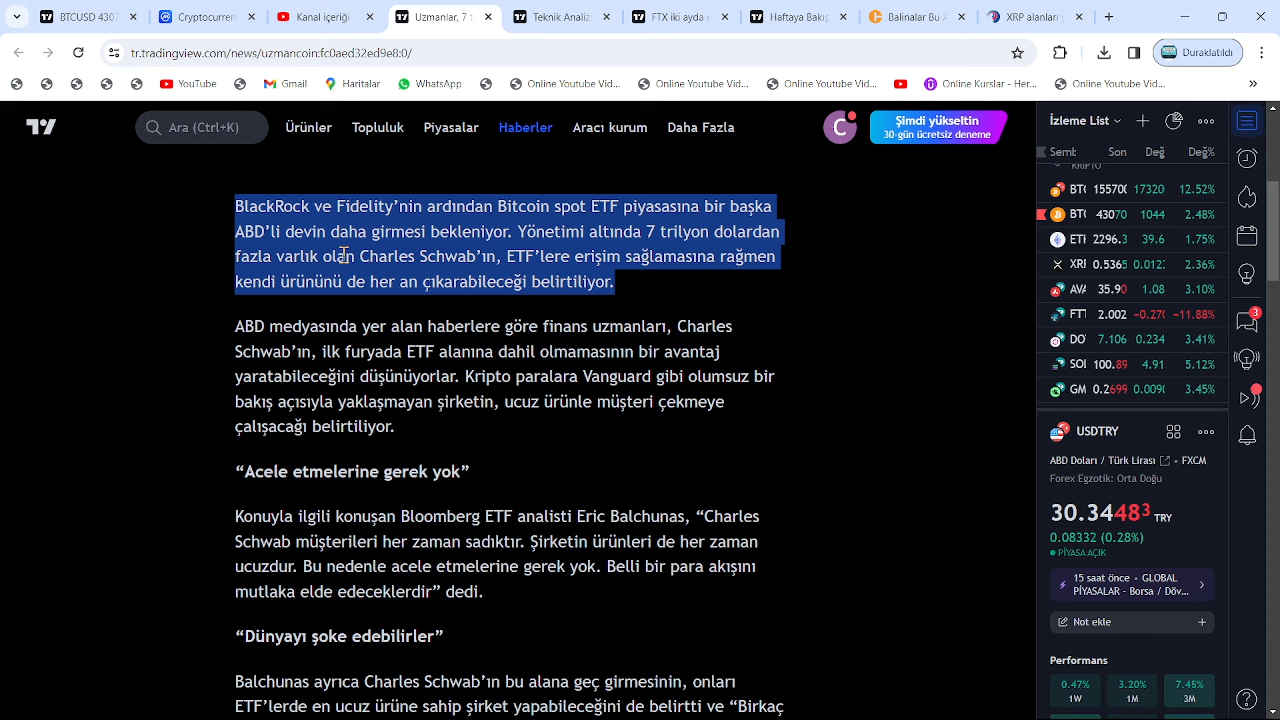 BTCUSD 4307
Cryptocurren
Kanal içeriği -
Uzmanlar, 7 t
Teknik Analiz
FTX iki ayda
Haftaya Bakış
Balinalar Bu A
XRP alanları
tr.tradingview.com/news/uzmancoin:fc0aed32ed9e8:0/
Duraklatıldı
YouTube
Gmail
Haritalar
WhatsApp
Online Youtube Vid...
Online Youtube Vid...
Online Youtube Vid...
Online Kurslar - Her...
Online Youtube Vid...
Ara (Ctrl+K)
Ürünler
Topluluk
Piyasalar
Haberler
Aracı kurum
Daha Fazla
C
Şimdi yükseltin
30-gün ücretsiz deneme
BlackRock ve Fidelity’nin ardından Bitcoin spot ETF piyasasına bir başka
ABD’li devin daha girmesi bekleniyor. Yönetimi altında 7 trilyon dolardan
fazla varlık olan Charles Schwab’ın, ETF’lere erişim sağlamasına rağmen
kendi ürününü de her an çıkarabileceği belirtiliyor.
ABD medyasında yer alan haberlere göre finans uzmanları, Charles
Schwab’ın, ilk furyada ETF alanına dahil olmamasının bir avantaj
yaratabileceğini düşünüyorlar. Kripto paralara Vanguard gibi olumsuz bir
bakış açısıyla yaklaşmayan şirketin, ucuz ürünle müşteri çekmeye
çalışacağı belirtiliyor.
“Acele etmelerine gerek yok”
Konuyla ilgili konuşan Bloomberg ETF analisti Eric Balchunas, “Charles
Schwab müşterileri her zaman sadıktır. Şirketin ürünleri de her zaman
ucuzdur. Bu nedenle acele etmelerine gerek yok. Belli bir para akışını
mutlaka elde edeceklerdir” dedi.
“Dünyayı şoke edebilirler”
Balchunas ayrıca Charles Schwab’ın bu alana geç girmesinin, onları
ETF’lerde en ucuz ürüne sahip şirket yapabileceğini de belirtti ve “Birkaç
İzleme List
Semb Son Değ Değ%
KRİPTO
BT 15570 17320 12.52%
BT 43070 1044 2.48%
ET 2296.3 39.6 1.75%
XRI 0.5365 0.012 2.36%
AVA 35.90 1.08 3.10%
FT 2.002 -0.27 -11.88%
DO 7.106 0.234 3.41%
SOI 100.89 4.91 5.12%
GM 0.2699 0.009 3.45%
3
USDTRY
ABD Doları / Türk Lirası • FXCM
Forex Egzotik: Orta Doğu
30.34483 TRY
0.08332 (0.28%)
PİYASA AÇIK
15 saat önce • GLOBAL
PİYASALAR - Borsa / Döv...
Not ekle
Performans
0.47% 3.20% 7.45%
1W 1M 3M